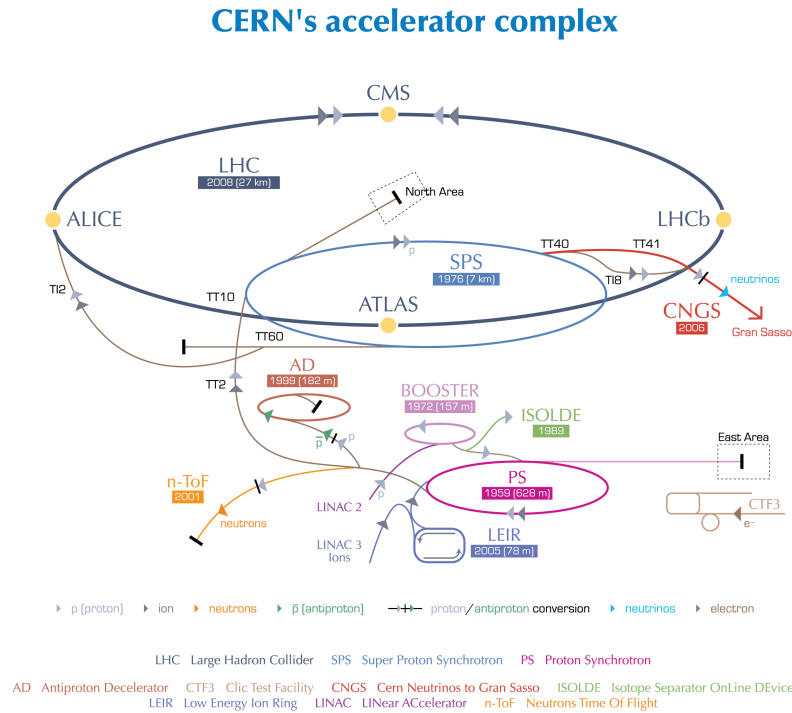 CERN's accelerator complex
CMS
LHC
2008 (27 km)
North Area
ALICE
LHCb
p
TT40
TT41
SPS
1976 (7 km)
TI8
neutrinos
TI2
TT10
ATLAS
CNGS
2006
Gran Sasso
TT60
AD
1999 (182 m)
TT2
BOOSTER
1972 (157 m)
ISOLDE
1989
p̅
p
East Area
n-ToF
2001
PS
1959 (628 m)
LINAC 2
p
neutrons
CTF3
e-
LEIR
2005 (78 m)
LINAC 3
Ions
p (proton) ion neutrons p̅ (antiproton) proton/antiproton conversion neutrinos electron
LHC Large Hadron Collider SPS Super Proton Synchrotron PS Proton Synchrotron
AD Antiproton Decelerator CTF3 Clic Test Facility CNGS Cern Neutrinos to Gran Sasso ISOLDE Isotope Separator OnLine DEvice
LEIR Low Energy Ion Ring LINAC LINear ACcelerator n-ToF Neutrons Time Of Flight